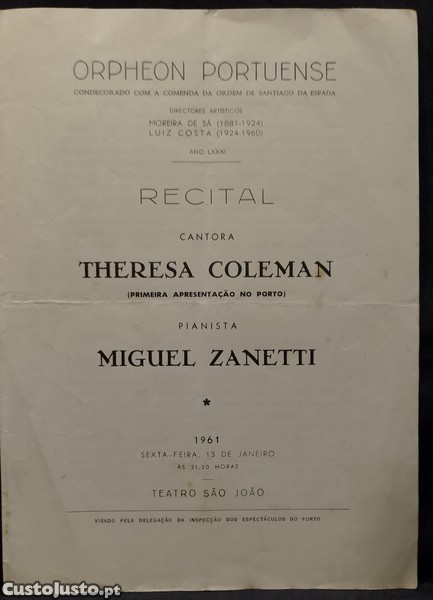 ORPHEON PORTUENSE
CONDECORADO COM A COMENDA DA ORDEM DE SANTIAGO DA ESPADA
DIRECTORES ARTÍSTICOS
MOREIRA DE SÁ (1881-1924)
LUIZ COSTA (1924-1960)
ANO LXXXI
RECITAL
CANTORA
THERESA COLEMAN
(PRIMEIRA APRESENTAÇÃO NO PORTO)
PIANISTA
MIGUEL ZANETTI
*
1961
SEXTA-FEIRA, 13 DE JANEIRO
ÀS 21,30 HORAS
TEATRO SÃO JOÃO
VISADO PELA DELEGAÇÃO DA INSPECÇÃO DOS ESPECTÁCULOS DO PORTO
CustoJusto.pt